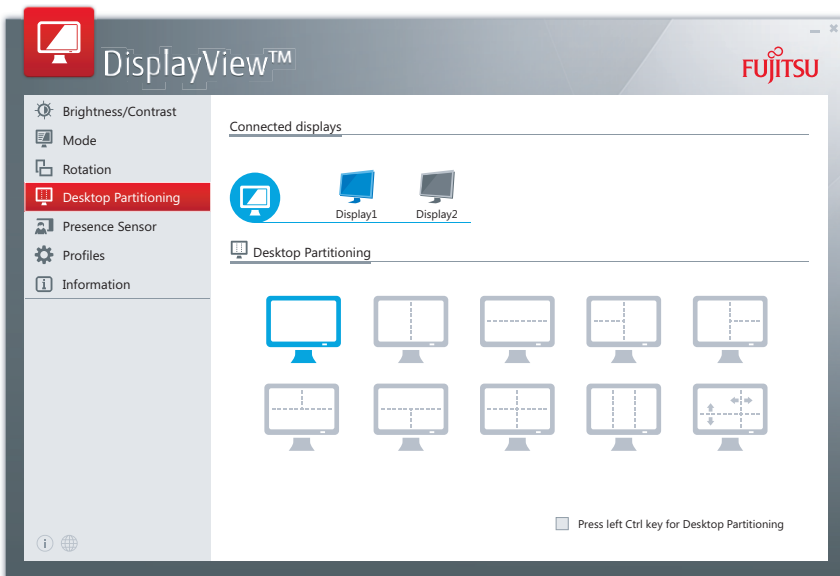 DisplayView™
FUJITSU
Brightness/Contrast
Mode
Rotation
Desktop Partitioning
Presence Sensor
Profiles
Information
Connected displays
Display1 Display2
Desktop Partitioning
Press left Ctrl key for Desktop Partitioning